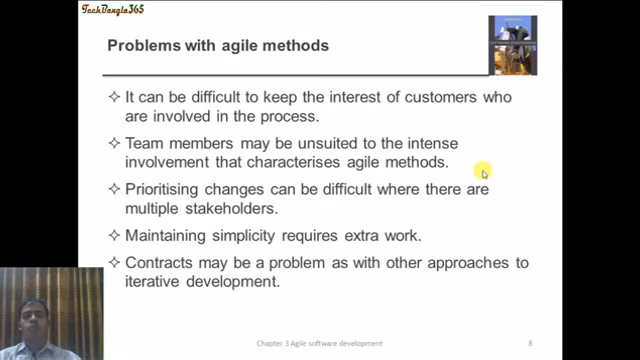 TechBangla365
Problems with agile methods
✧ It can be difficult to keep the interest of customers who
are involved in the process.
✧ Team members may be unsuited to the intense
involvement that characterises agile methods.
✧ Prioritising changes can be difficult where there are
multiple stakeholders.
✧ Maintaining simplicity requires extra work.
✧ Contracts may be a problem as with other approaches to
iterative development.
Chapter 3 Agile software development
8